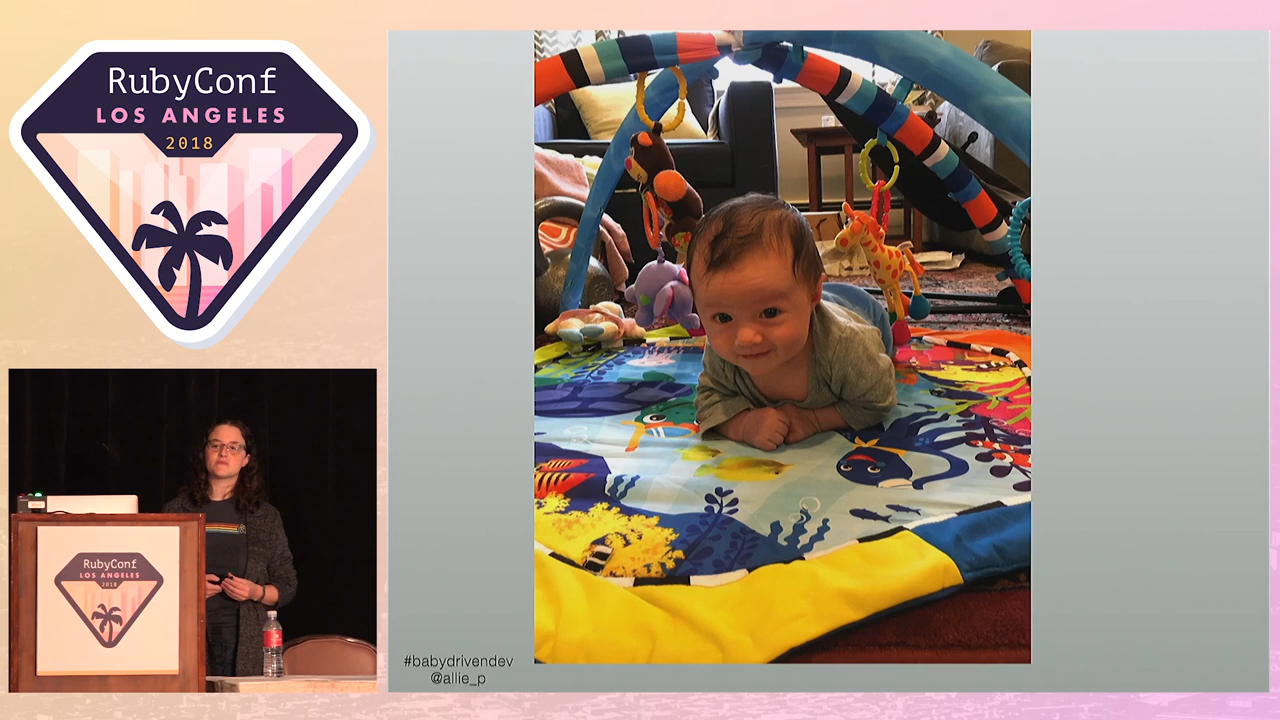 RubyConf
LOS ANGELES
2018
RubyConf
LOS ANGELES
2018
#babydrivendev
@allie_p